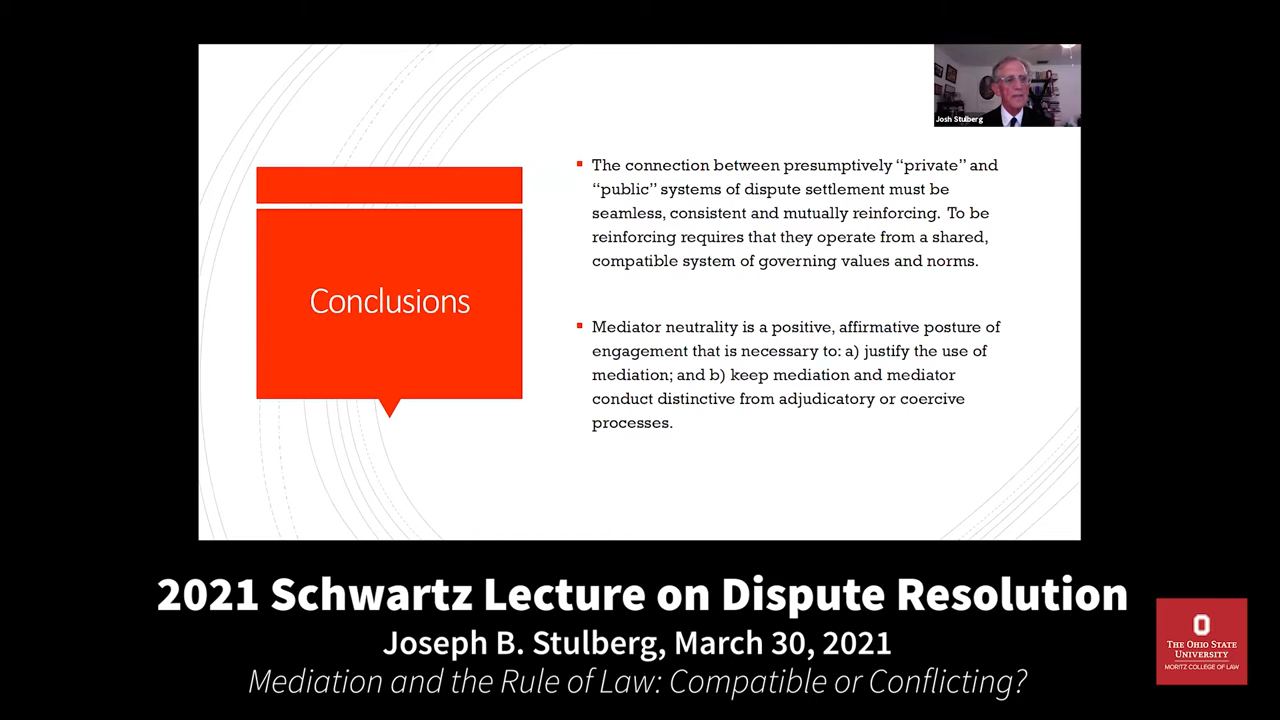 Josh Stulberg
Conclusions
The connection between presumptively “private” and
“public” systems of dispute settlement must be
seamless, consistent and mutually reinforcing. To be
reinforcing requires that they operate from a shared,
compatible system of governing values and norms.
Mediator neutrality is a positive, affirmative posture of
engagement that is necessary to: a) justify the use of
mediation; and b) keep mediation and mediator
conduct distinctive from adjudicatory or coercive
processes.
2021 Schwartz Lecture on Dispute Resolution
Joseph B. Stulberg, March 30, 2021
Mediation and the Rule of Law: Compatible or Conflicting?
O
THE OHIO STATE
UNIVERSITY
MORITZ COLLEGE OF LAW